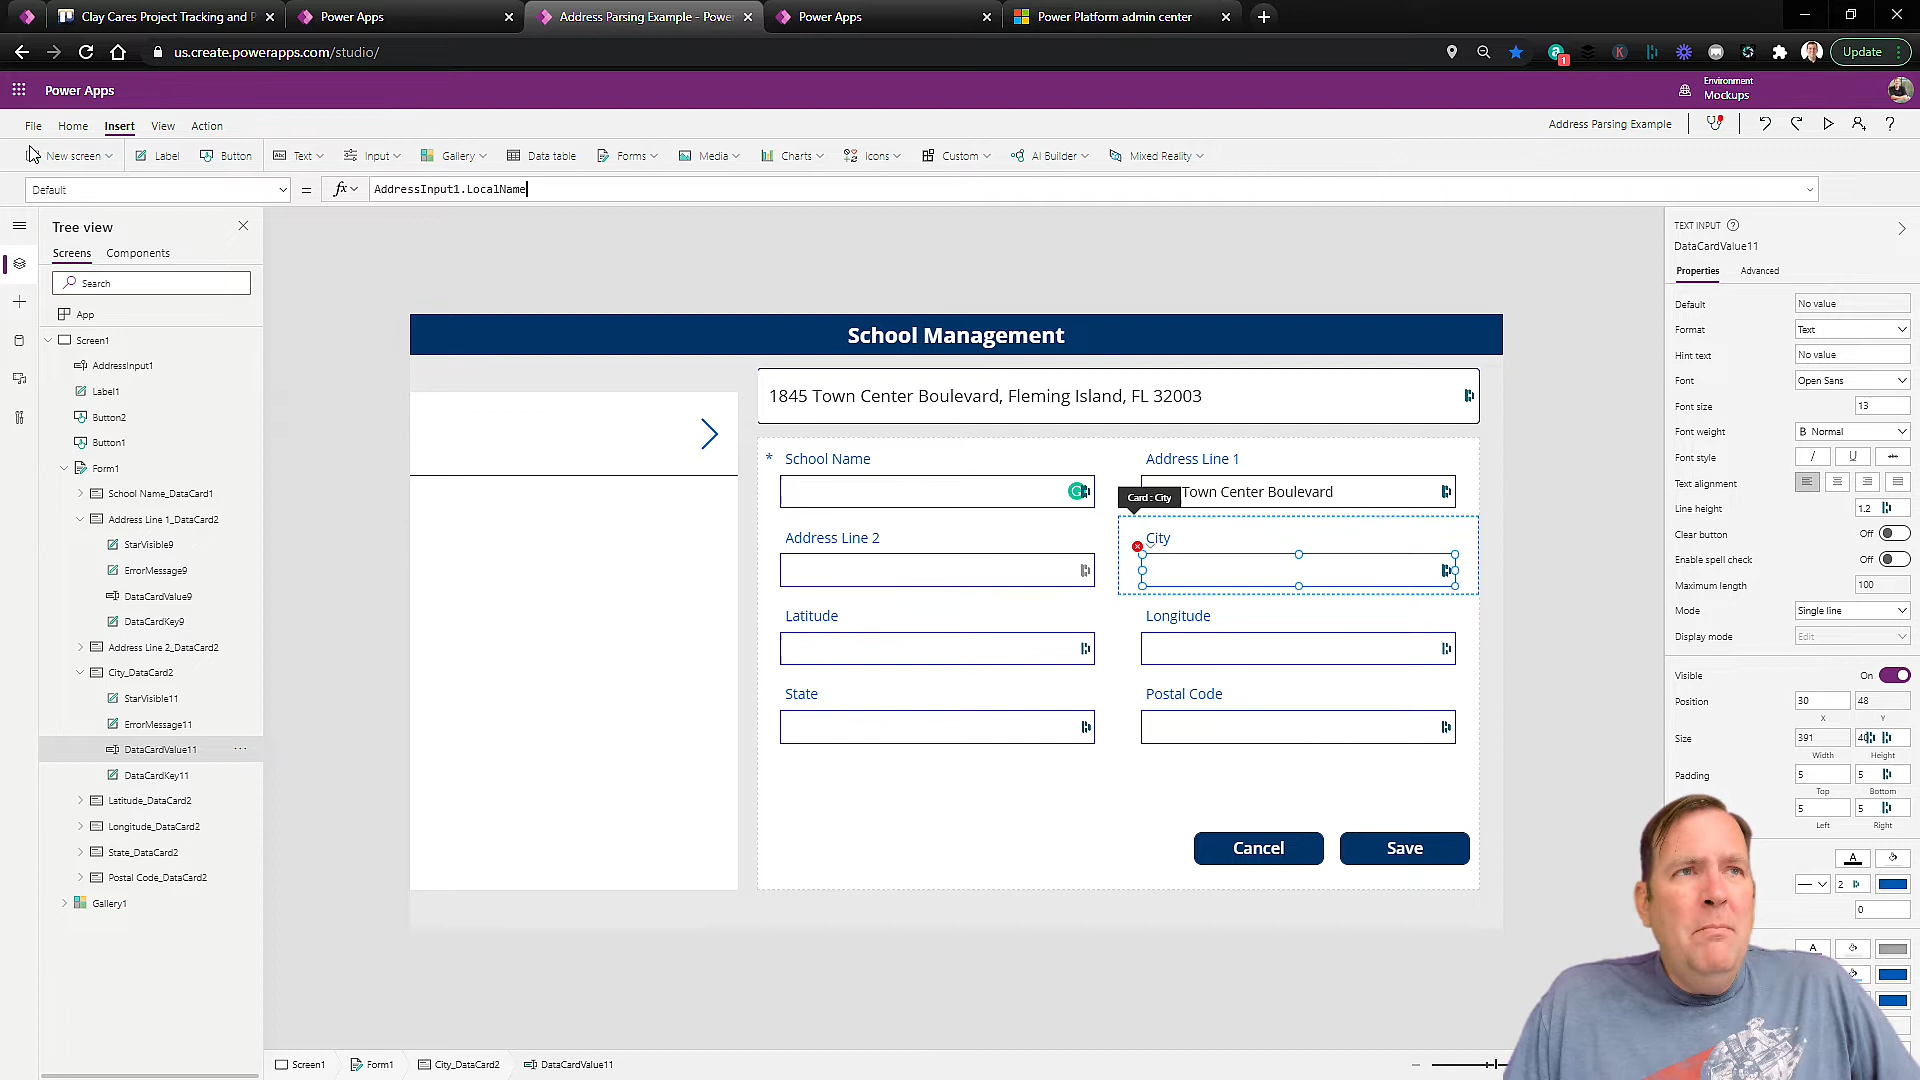 Clay Cares Project Tracking and P
Power Apps
Address Parsing Example - Power
Power Apps
Power Platform admin center
us.create.powerapps.com/studio/
1
Update
Power Apps
Environment
Mockups
File
Home
Insert
View
Action
Address Parsing Example
New screen
Label
Button
Text
Input
Gallery
Data table
Forms
Media
Charts
Icons
Custom
AI Builder
Mixed Reality
Default
=
fx
AddressInput1.LocalName
Tree view
Screens
Components
Search
App
Screen1
AddressInput1
Label1
Button2
Button1
Form1
School Name_DataCard1
Address Line 1_DataCard2
StarVisible9
ErrorMessage9
DataCardValue9
DataCardKey9
Address Line 2_DataCard2
City_DataCard2
StarVisible11
ErrorMessage11
DataCardValue11
DataCardKey11
Latitude_DataCard2
Longitude_DataCard2
State_DataCard2
Postal Code_DataCard2
Gallery1
School Management
1845 Town Center Boulevard, Fleming Island, FL 32003
* School Name
Address Line 1
Town Center Boulevard
Card : City
Address Line 2
City
Latitude
Longitude
State
Postal Code
Cancel
Save
Screen1
Form1
City_DataCard2
DataCardValue11
TEXT INPUT
DataCardValue11
Properties
Advanced
Default
No value
Format
Text
Hint text
No value
Font
Open Sans
Font size
13
Font weight
B Normal
Font style
Text alignment
Line height
1.2
Clear button
Off
Enable spell check
Off
Maximum length
100
Mode
Single line
Display mode
Edit
Visible
On
Position
30
48
X
Y
Size
391
Width
Height
Padding
5
5
Top
Bottom
5
5
Left
Right
2
0